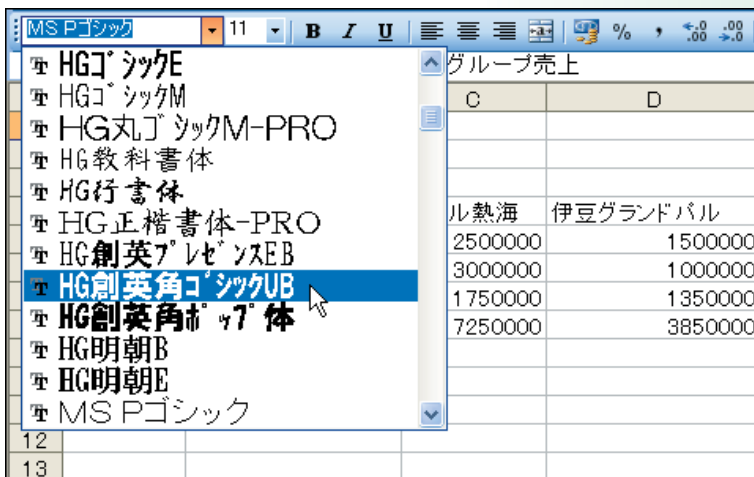 MS Pゴシック 11 B I U % ,
グループ売上
C D
HGｺﾞｼｯｸE
HGｺﾞｼｯｸM
HG丸ｺﾞｼｯｸM-PRO
HG教科書体
HG行書体
HG正楷書体-PRO
HG創英ﾌﾟﾚｾﾞﾝｽEB
HG創英角ｺﾞｼｯｸUB
HG創英角ﾎﾟｯﾌﾟ体
HG明朝B
HG明朝E
MS Pゴシック
ル熱海 伊豆グランドパル
2500000 1500000
3000000 1000000
1750000 1350000
7250000 3850000
12
13